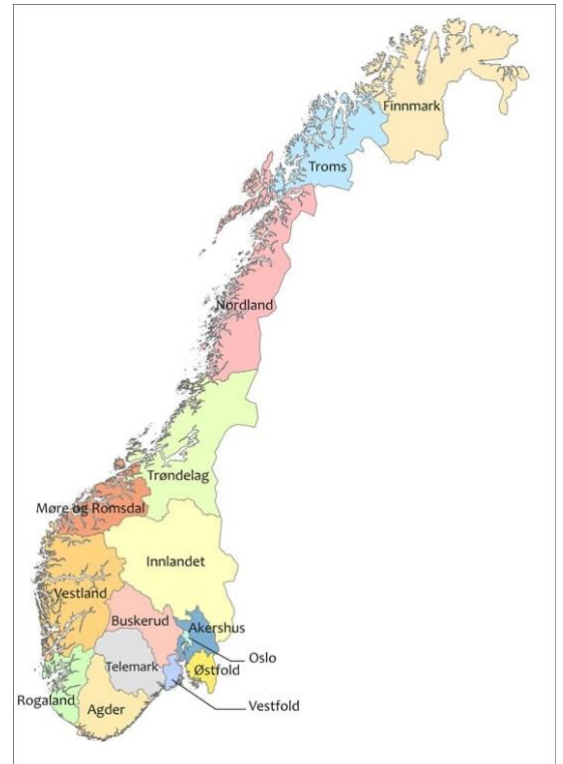 Finnmark
Troms
Nordland
Trøndelag
Møre og Romsdal
Innlandet
Vestland
Buskerud
Akershus
Oslo
Telemark
Østfold
Rogaland
Agder
Vestfold